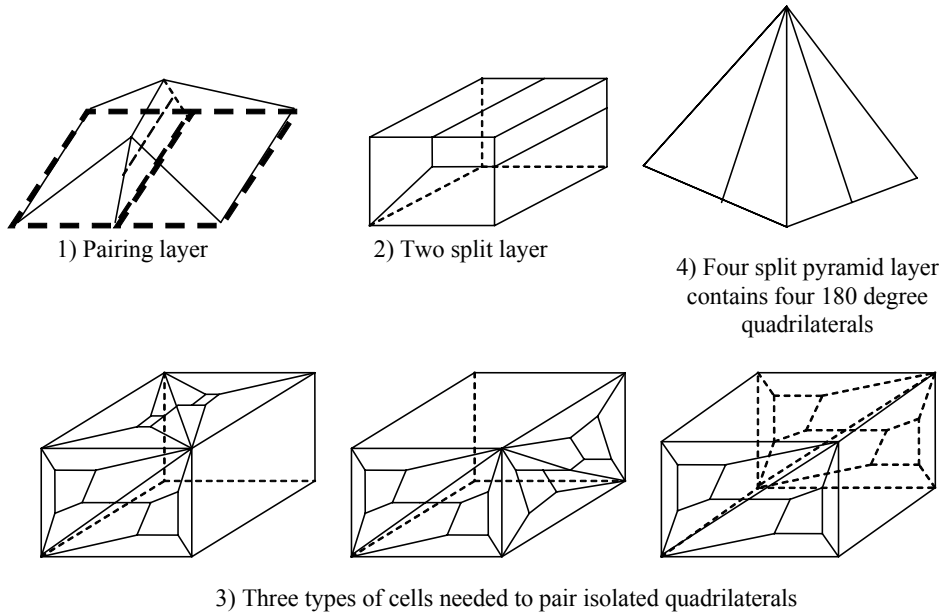 1) Pairing layer
2) Two split layer
4) Four split pyramid layer
contains four 180 degree
quadrilaterals
3) Three types of cells needed to pair isolated quadrilaterals